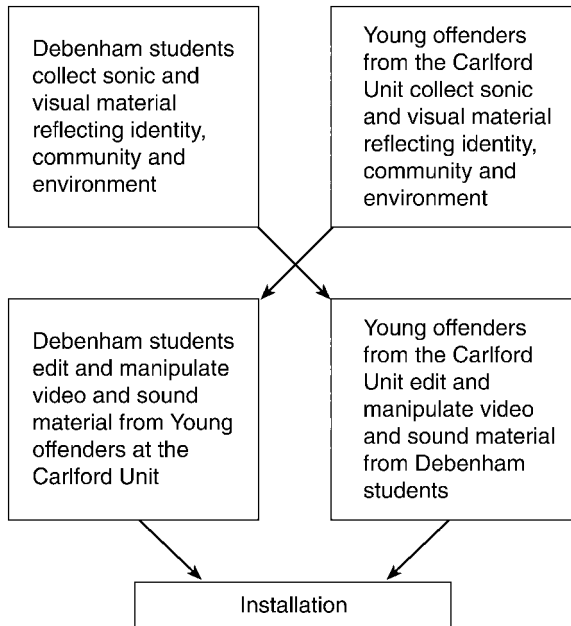 Debenham students
collect sonic and
visual material
reflecting identity,
community and
environment
Young offenders
from the Carlford
Unit collect sonic
and visual material
reflecting identity,
community and
environment
Debenham students
edit and manipulate
video and sound
material from Young
offenders at the
Carlford Unit
Young offenders
from the Carlford
Unit edit and
manipulate video
and sound material
from Debenham
students
Installation